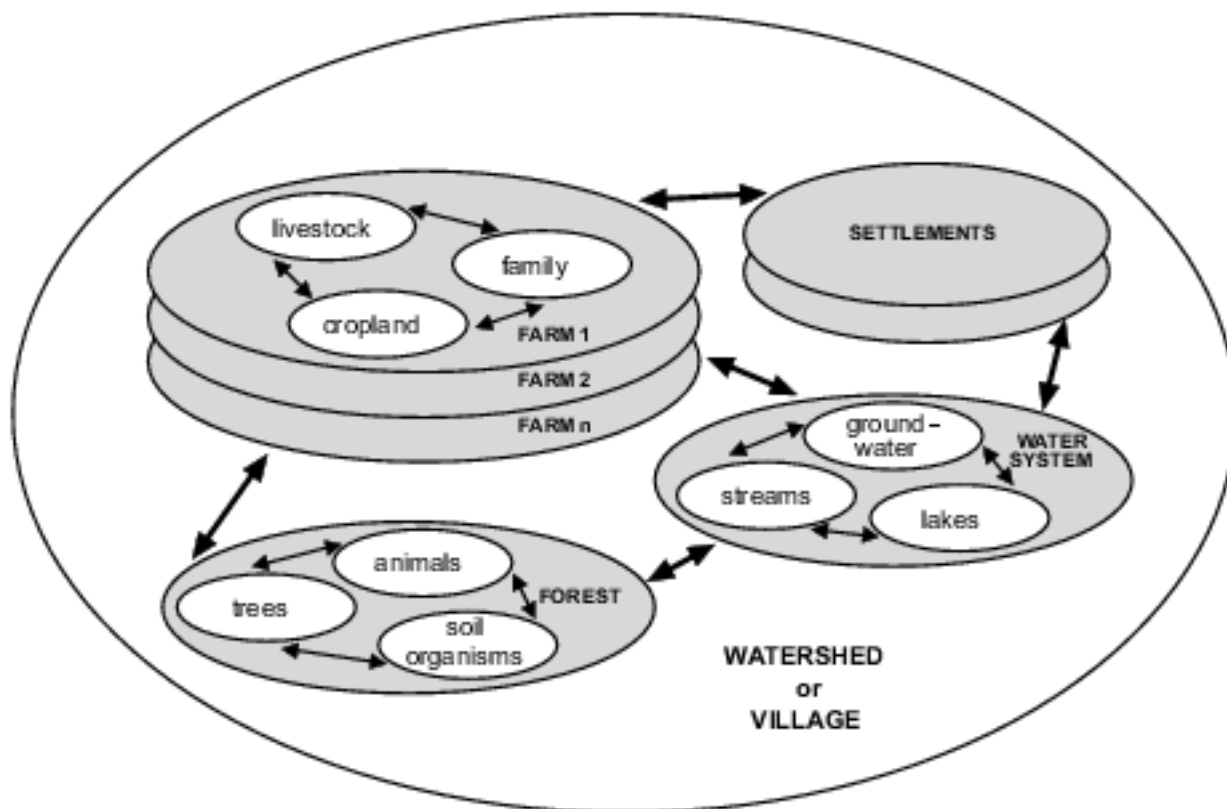 livestock
family
cropland
FARM 1
FARM 2
FARM n
SETTLEMENTS
ground–
water
WATER
SYSTEM
streams
lakes
animals
trees
FOREST
soil
organisms
WATERSHED
or
VILLAGE